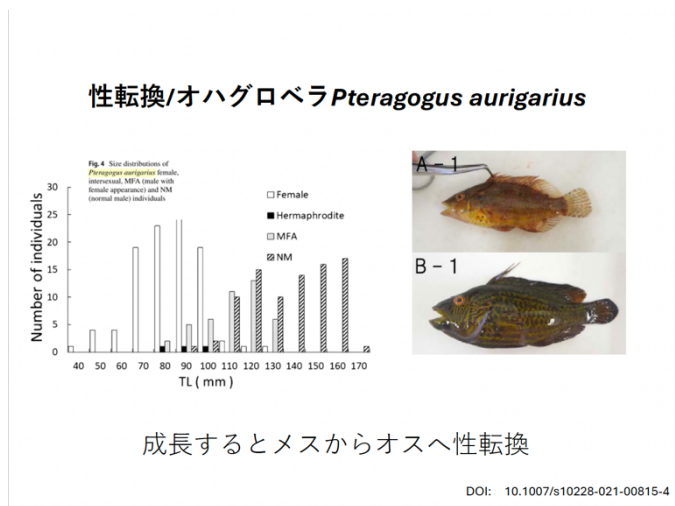 性転換/オハグロベラPteragogus aurigarius
Fig. 4 Size distributions of
Pteragogus aurigarius female,
intersexual, MFA (male with
female appearance) and NM
(normal male) individuals
Number of individuals
30
25
20
15
10
5
0
Female
Hermaphrodite
MFA
NM
40 50 60 70 80 90 100 110 120 130 140 150 160 170
TL ( mm )
A-1
B-1
成長するとメスからオスへ性転換
DOI: 10.1007/s10228-021-00815-4